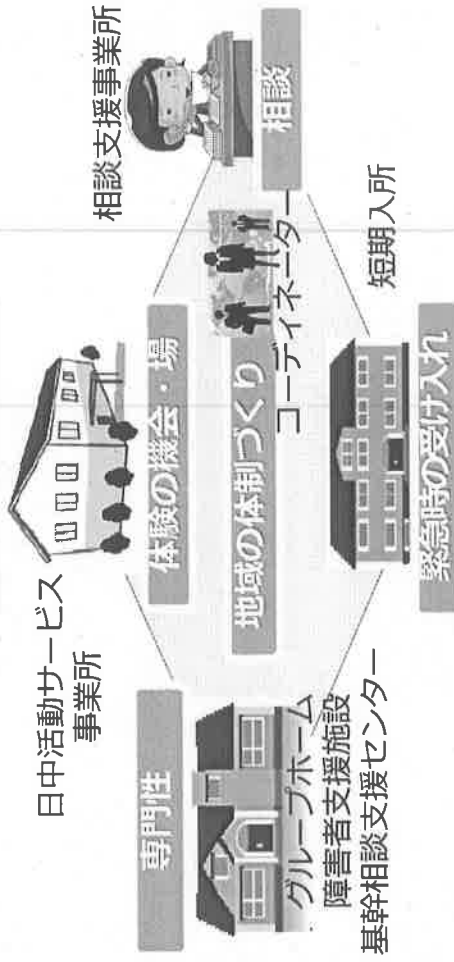 日中活動サービス
事業所
体験の機会・場
相談支援事業所
相談
専門性
グループホーム
障害者支援施設
基幹相談支援センター
地域の体制づくり
コーディネーター
短期入所
緊急時の受け入れ